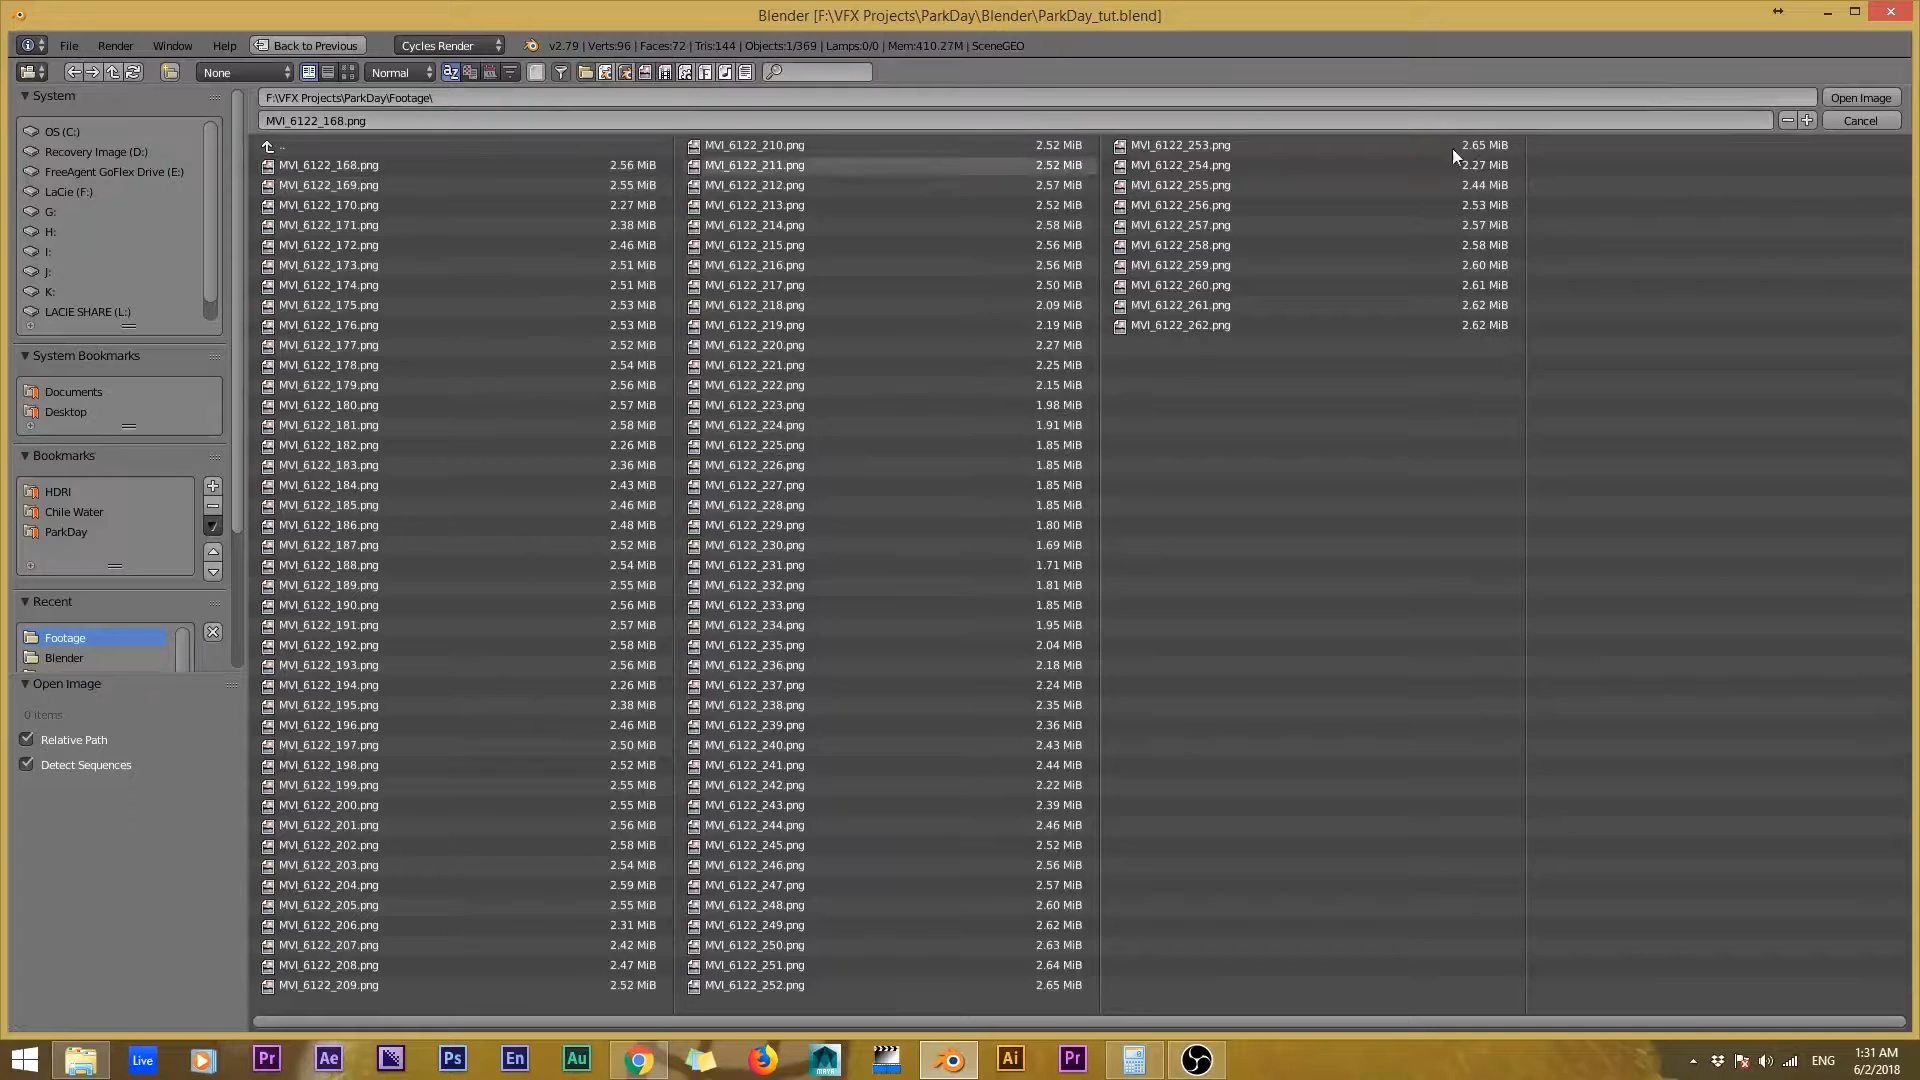 Blender [F:\VFX Projects\ParkDay\Blender\ParkDay_tut.blend]
File Render Window Help Back to Previous Cycles Render v2.79 | Verts:96 | Faces:72 | Tris:144 | Objects:1/369 | Lamps:0/0 | Mem:410.27M | SceneGEO
None Normal
System
OS (C:)
Recovery Image (D:)
FreeAgent GoFlex Drive (E:)
LaCie (F:)
G:
H:
I:
J:
K:
LACIE SHARE (L:)
System Bookmarks
Documents
Desktop
Bookmarks
HDRI
Chile Water
ParkDay
Recent
Footage
Blender
Open Image
0 items
Relative Path
Detect Sequences
F:\VFX Projects\ParkDay\Footage\ Open Image
MVI_6122_168.png Cancel
..
MVI_6122_168.png 2.56 MiB
MVI_6122_169.png 2.55 MiB
MVI_6122_170.png 2.27 MiB
MVI_6122_171.png 2.38 MiB
MVI_6122_172.png 2.46 MiB
MVI_6122_173.png 2.51 MiB
MVI_6122_174.png 2.51 MiB
MVI_6122_175.png 2.53 MiB
MVI_6122_176.png 2.53 MiB
MVI_6122_177.png 2.52 MiB
MVI_6122_178.png 2.54 MiB
MVI_6122_179.png 2.56 MiB
MVI_6122_180.png 2.57 MiB
MVI_6122_181.png 2.58 MiB
MVI_6122_182.png 2.26 MiB
MVI_6122_183.png 2.36 MiB
MVI_6122_184.png 2.43 MiB
MVI_6122_185.png 2.46 MiB
MVI_6122_186.png 2.48 MiB
MVI_6122_187.png 2.52 MiB
MVI_6122_188.png 2.54 MiB
MVI_6122_189.png 2.55 MiB
MVI_6122_190.png 2.56 MiB
MVI_6122_191.png 2.57 MiB
MVI_6122_192.png 2.58 MiB
MVI_6122_193.png 2.56 MiB
MVI_6122_194.png 2.26 MiB
MVI_6122_195.png 2.38 MiB
MVI_6122_196.png 2.46 MiB
MVI_6122_197.png 2.50 MiB
MVI_6122_198.png 2.52 MiB
MVI_6122_199.png 2.55 MiB
MVI_6122_200.png 2.55 MiB
MVI_6122_201.png 2.56 MiB
MVI_6122_202.png 2.58 MiB
MVI_6122_203.png 2.54 MiB
MVI_6122_204.png 2.59 MiB
MVI_6122_205.png 2.55 MiB
MVI_6122_206.png 2.31 MiB
MVI_6122_207.png 2.42 MiB
MVI_6122_208.png 2.47 MiB
MVI_6122_209.png 2.52 MiB
MVI_6122_210.png 2.52 MiB
MVI_6122_211.png 2.52 MiB
MVI_6122_212.png 2.57 MiB
MVI_6122_213.png 2.52 MiB
MVI_6122_214.png 2.58 MiB
MVI_6122_215.png 2.56 MiB
MVI_6122_216.png 2.56 MiB
MVI_6122_217.png 2.50 MiB
MVI_6122_218.png 2.09 MiB
MVI_6122_219.png 2.19 MiB
MVI_6122_220.png 2.27 MiB
MVI_6122_221.png 2.25 MiB
MVI_6122_222.png 2.15 MiB
MVI_6122_223.png 1.98 MiB
MVI_6122_224.png 1.91 MiB
MVI_6122_225.png 1.85 MiB
MVI_6122_226.png 1.85 MiB
MVI_6122_227.png 1.85 MiB
MVI_6122_228.png 1.85 MiB
MVI_6122_229.png 1.80 MiB
MVI_6122_230.png 1.69 MiB
MVI_6122_231.png 1.71 MiB
MVI_6122_232.png 1.81 MiB
MVI_6122_233.png 1.85 MiB
MVI_6122_234.png 1.95 MiB
MVI_6122_235.png 2.04 MiB
MVI_6122_236.png 2.18 MiB
MVI_6122_237.png 2.24 MiB
MVI_6122_238.png 2.35 MiB
MVI_6122_239.png 2.36 MiB
MVI_6122_240.png 2.43 MiB
MVI_6122_241.png 2.44 MiB
MVI_6122_242.png 2.22 MiB
MVI_6122_243.png 2.39 MiB
MVI_6122_244.png 2.46 MiB
MVI_6122_245.png 2.52 MiB
MVI_6122_246.png 2.56 MiB
MVI_6122_247.png 2.57 MiB
MVI_6122_248.png 2.60 MiB
MVI_6122_249.png 2.62 MiB
MVI_6122_250.png 2.63 MiB
MVI_6122_251.png 2.64 MiB
MVI_6122_252.png 2.65 MiB
MVI_6122_253.png 2.65 MiB
MVI_6122_254.png 2.27 MiB
MVI_6122_255.png 2.44 MiB
MVI_6122_256.png 2.53 MiB
MVI_6122_257.png 2.57 MiB
MVI_6122_258.png 2.58 MiB
MVI_6122_259.png 2.60 MiB
MVI_6122_260.png 2.61 MiB
MVI_6122_261.png 2.62 MiB
MVI_6122_262.png 2.62 MiB
Live Pr Ae Ps En Au MAYA Ai Pr ENG 1:31 AM
6/2/2018